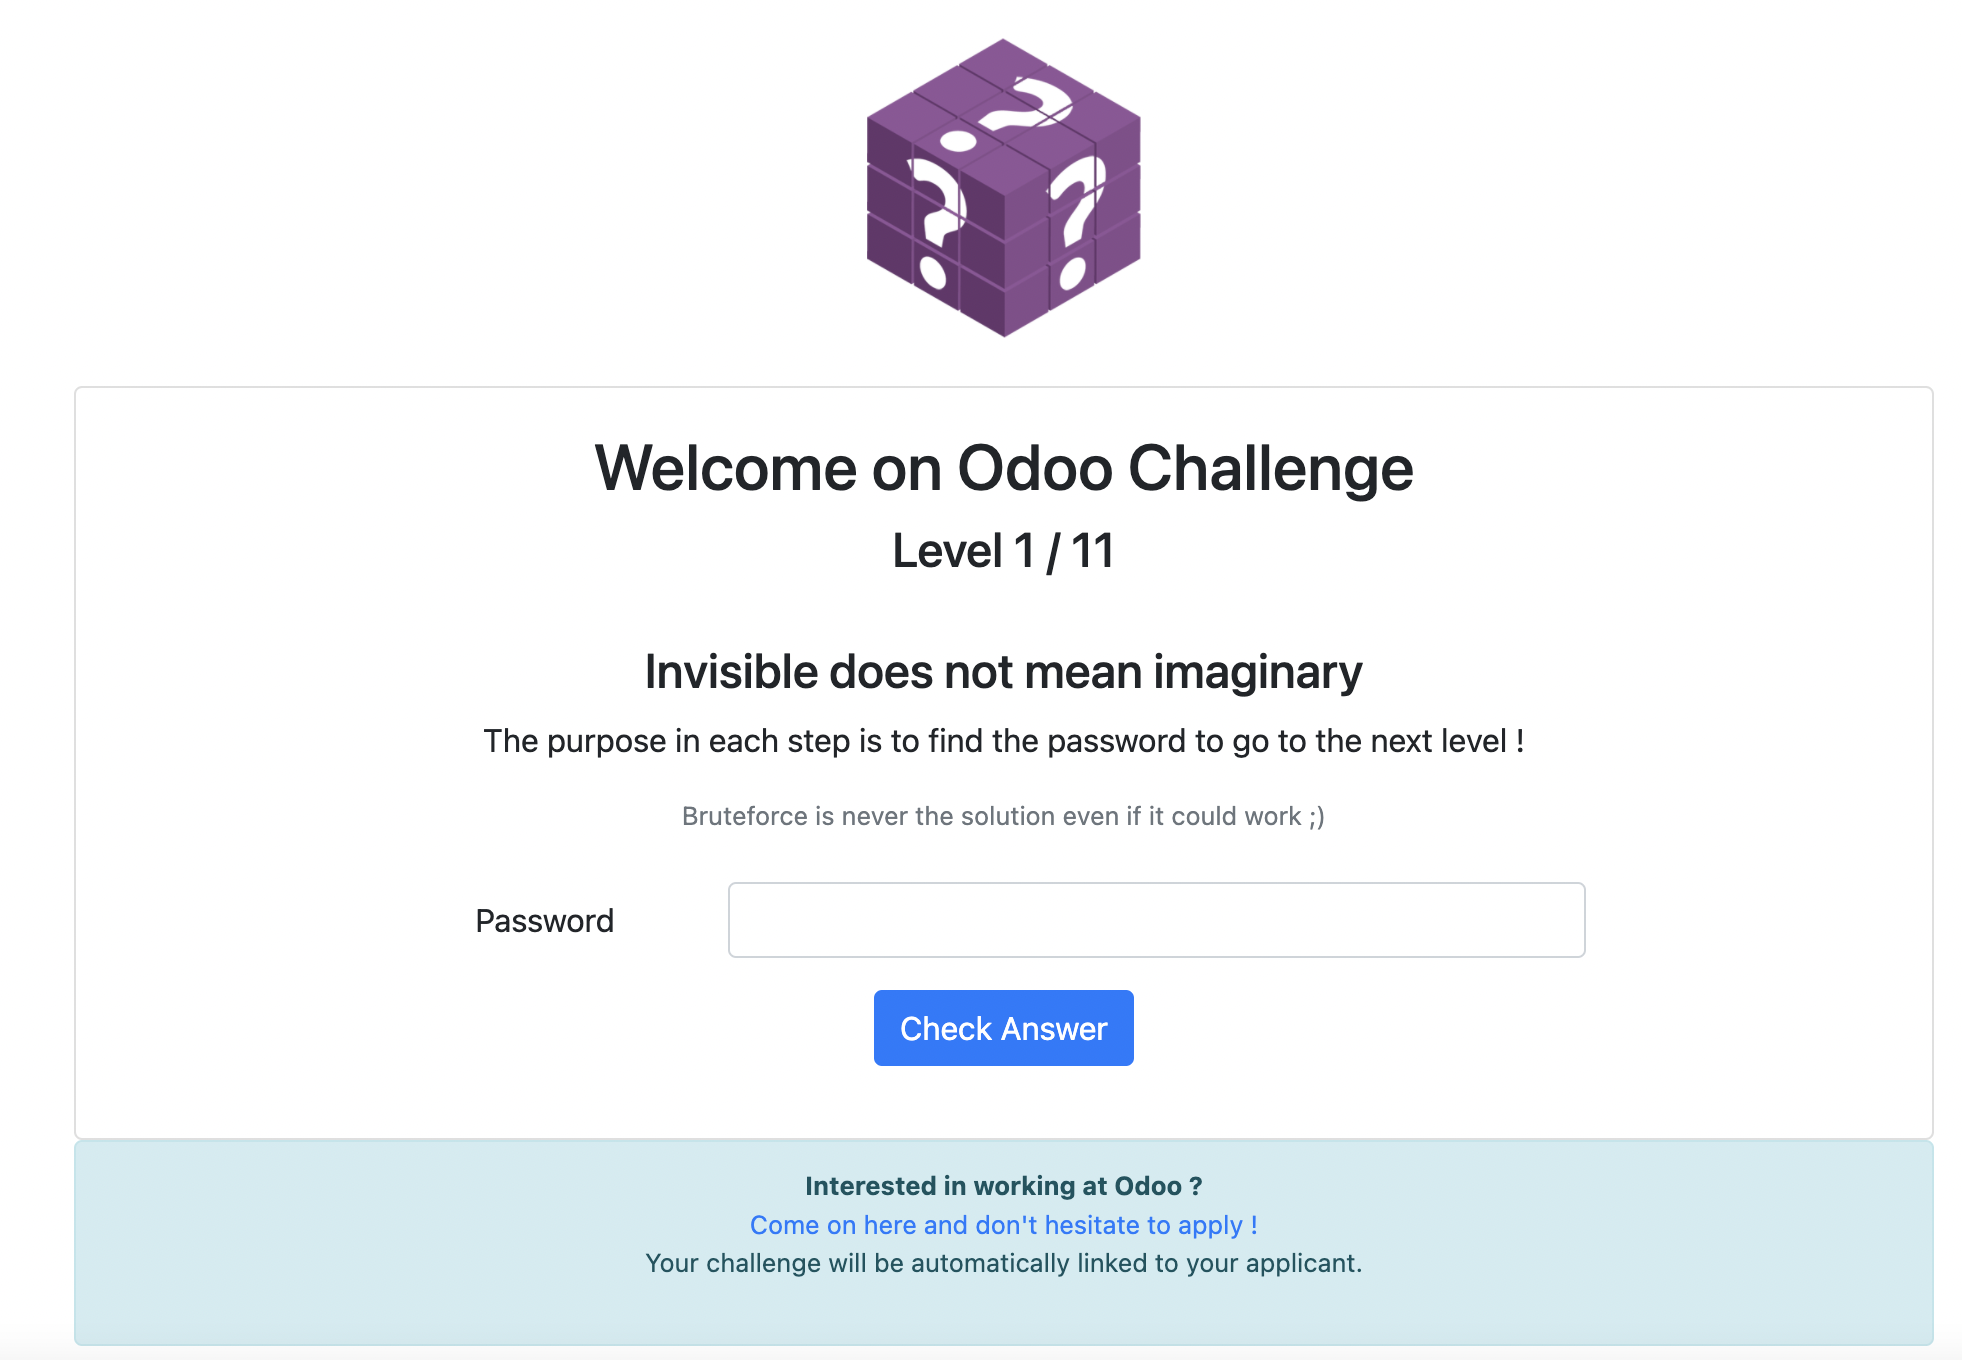 Welcome on Odoo Challenge
Level 1 / 11
Invisible does not mean imaginary
The purpose in each step is to find the password to go to the next level !
Bruteforce is never the solution even if it could work ;)
Password
Check Answer
Interested in working at Odoo ?
Come on here and don't hesitate to apply !
Your challenge will be automatically linked to your applicant.